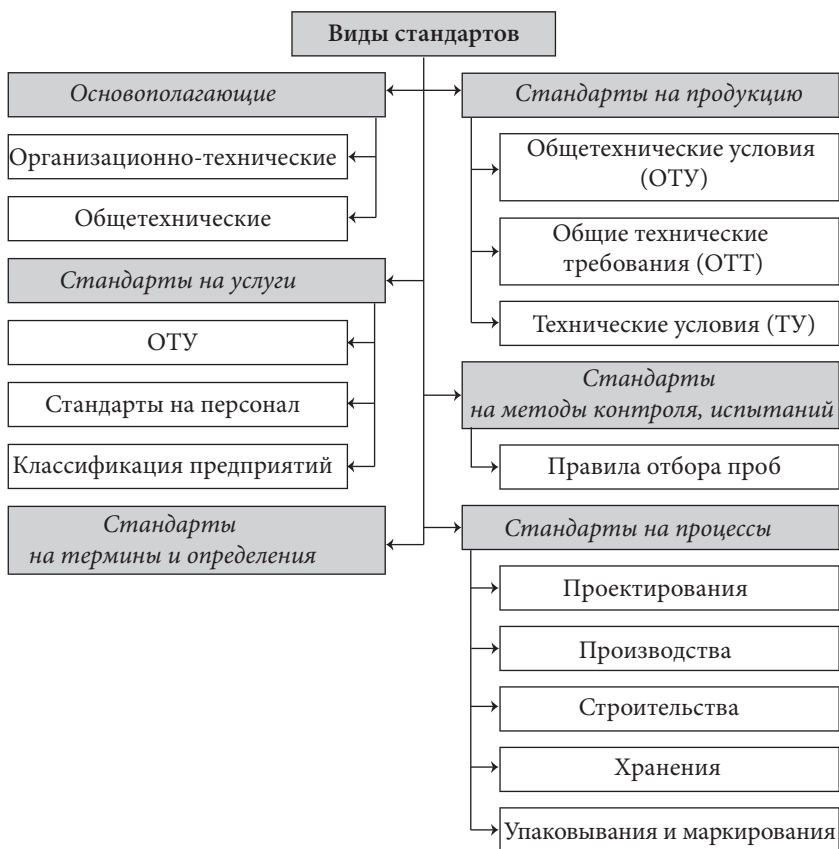 Виды стандартов
Основополагающие
Организационно-технические
Общетехнические
Стандарты на услуги
ОТУ
Стандарты на персонал
Классификация предприятий
Стандарты
на термины и определения
Стандарты на продукцию
Общетехнические условия
(ОТУ)
Общие технические
требования (ОТТ)
Технические условия (ТУ)
Стандарты
на методы контроля, испытаний
Правила отбора проб
Стандарты на процессы
Проектирования
Производства
Строительства
Хранения
Упаковывания и маркирования